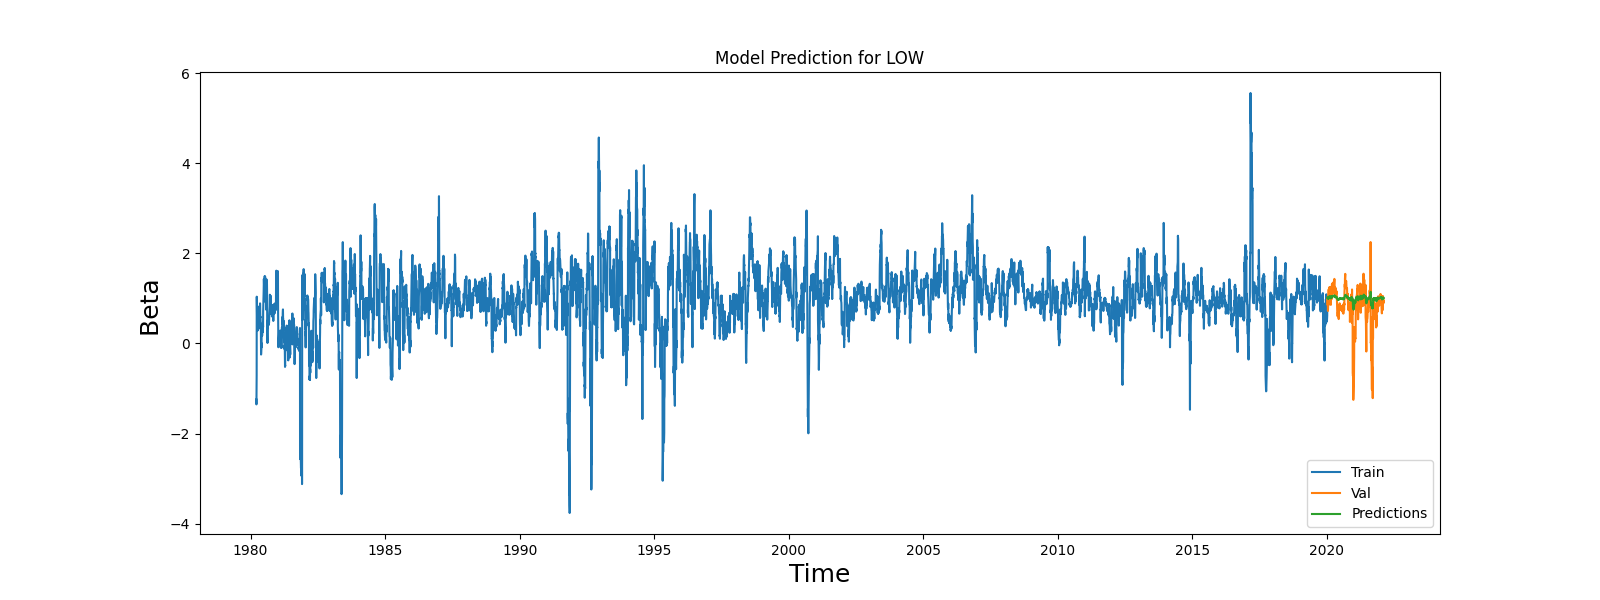 Model Prediction for LOW
6
4
2
0
−2
−4
Beta
1980 1985 1990 1995 2000 2005 2010 2015 2020
Time
Train
Val
Predictions